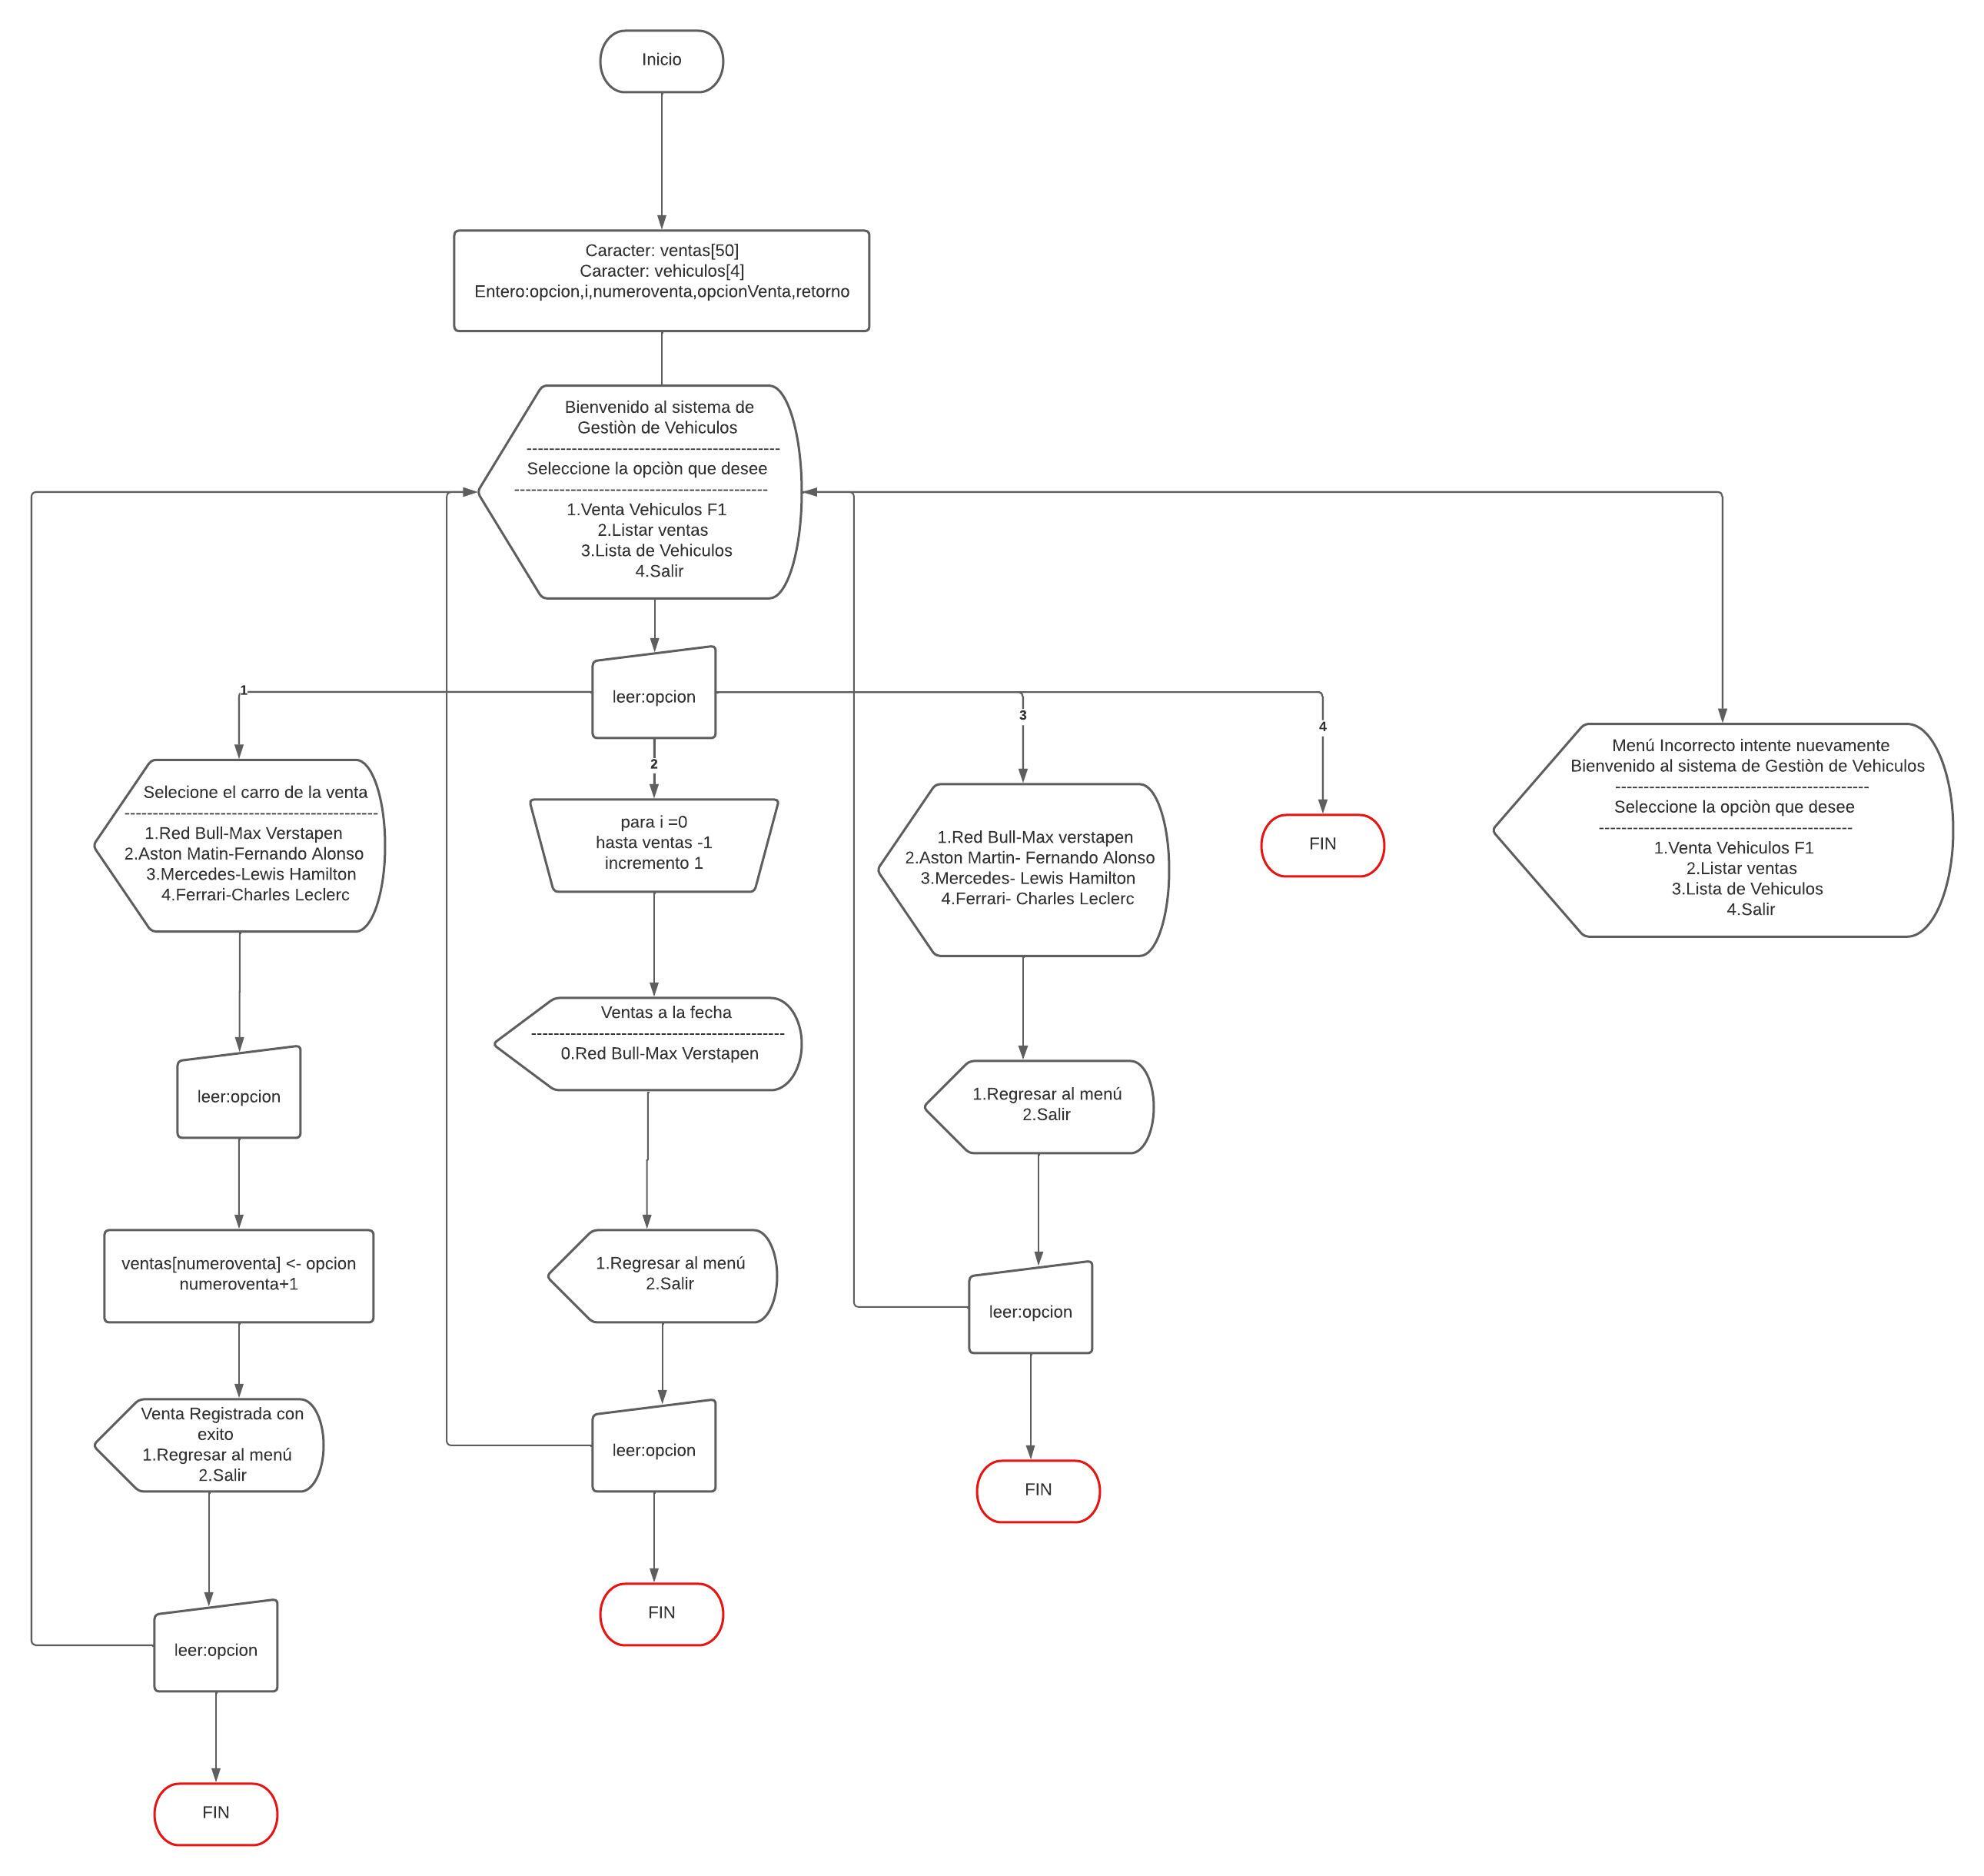 Inicio
Caracter: ventas[50]
Caracter: vehiculos[4]
Entero:opcion,i,numeroventa,opcionVenta,retorno
Bienvenido al sistema de
Gestiòn de Vehiculos
---------------------------------------------
Seleccione la opciòn que desee
---------------------------------------------
1.Venta Vehiculos F1
2.Listar ventas
3.Lista de Vehiculos
4.Salir
leer:opcion
1
Selecione el carro de la venta
---------------------------------------------
1.Red Bull-Max Verstapen
2.Aston Matin-Fernando Alonso
3.Mercedes-Lewis Hamilton
4.Ferrari-Charles Leclerc
leer:opcion
ventas[numeroventa] <- opcion
numeroventa+1
Venta Registrada con
exito
1.Regresar al menú
2.Salir
leer:opcion
FIN
2
para i =0
hasta ventas -1
incremento 1
Ventas a la fecha
---------------------------------------------
0.Red Bull-Max Verstapen
1.Regresar al menú
2.Salir
leer:opcion
FIN
3
1.Red Bull-Max verstapen
2.Aston Martin- Fernando Alonso
3.Mercedes- Lewis Hamilton
4.Ferrari- Charles Leclerc
1.Regresar al menú
2.Salir
leer:opcion
FIN
4
FIN
Menú Incorrecto intente nuevamente
Bienvenido al sistema de Gestiòn de Vehiculos
---------------------------------------------
Seleccione la opciòn que desee
---------------------------------------------
1.Venta Vehiculos F1
2.Listar ventas
3.Lista de Vehiculos
4.Salir